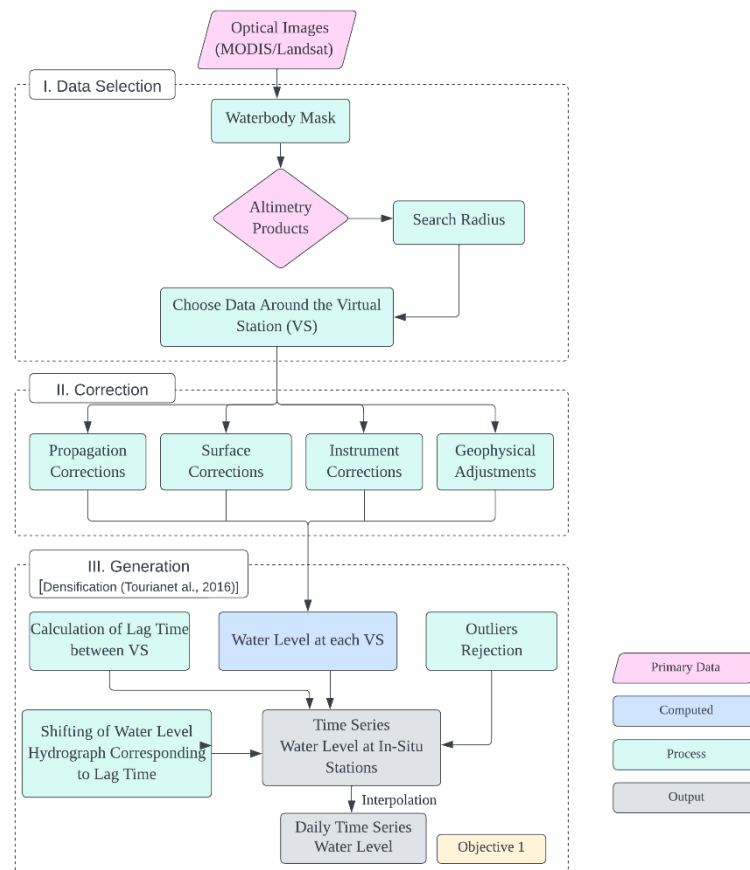 Optical Images
(MODIS/Landsat)
I. Data Selection
Waterbody Mask
Altimetry
Products
Search Radius
Choose Data Around the Virtual
Station (VS)
II. Correction
Propagation
Corrections
Surface
Corrections
Instrument
Corrections
Geophysical
Adjustments
III. Generation
[Densification (Tourianet al., 2016)]
Calculation of Lag Time
between VS
Water Level at each VS
Outliers
Rejection
Shifting of Water Level
Hydrograph Corresponding
to Lag Time
Time Series
Water Level at In-Situ
Stations
Interpolation
Daily Time Series
Water Level
Objective 1
Primary Data
Computed
Process
Output